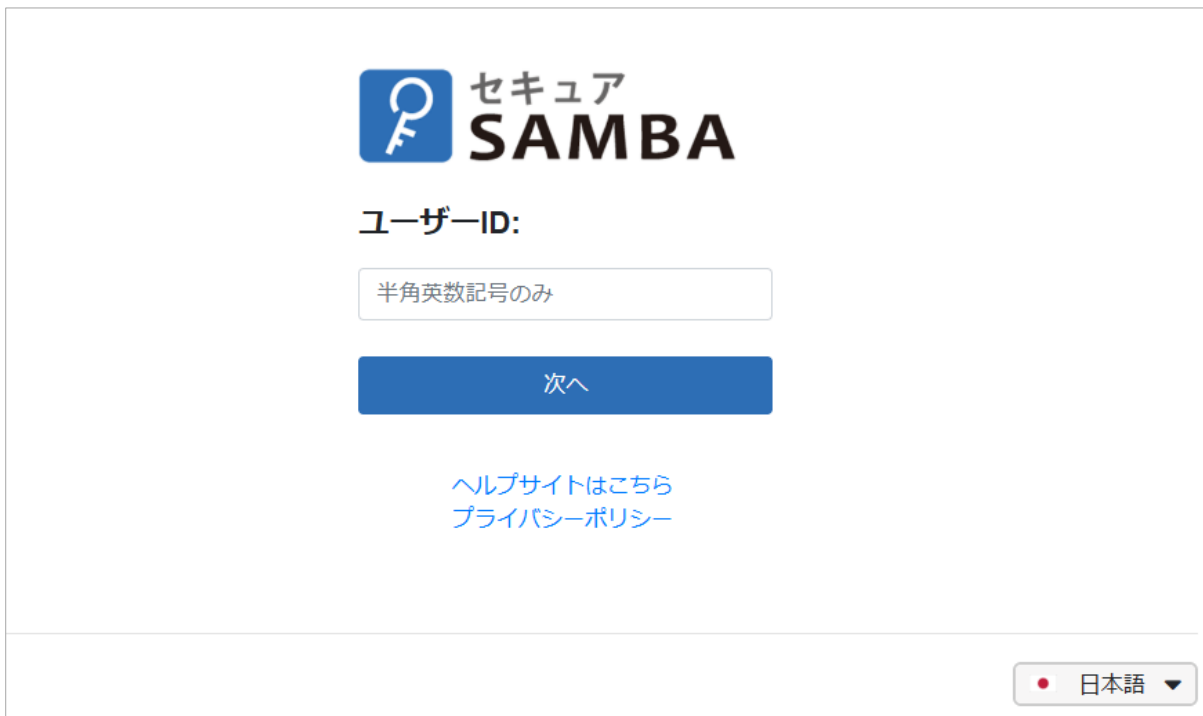 セキュア
SAMBA
ユーザーID:
半角英数記号のみ
次へ
ヘルプサイトはこちら
プライバシーポリシー
日本語